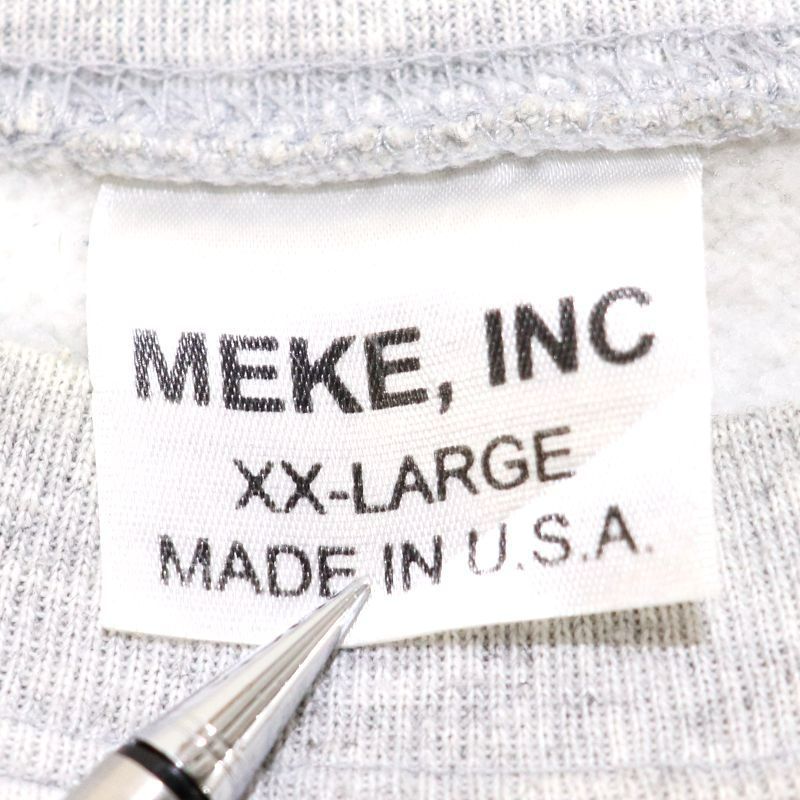 MEKE, INC
XX-LARGE
MADE IN U.S.A.